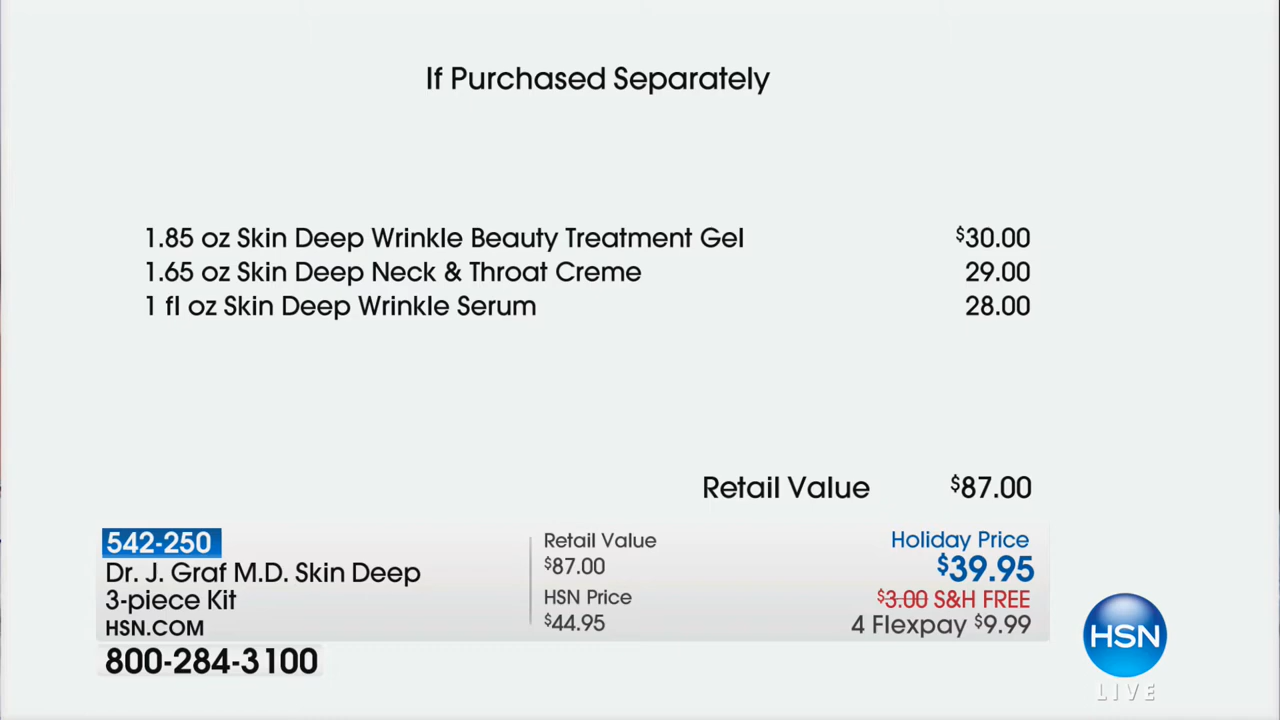 If Purchased Separately
1.85 oz Skin Deep Wrinkle Beauty Treatment Gel $30.00
1.65 oz Skin Deep Neck & Throat Creme 29.00
1 fl oz Skin Deep Wrinkle Serum 28.00
Retail Value $87.00
542-250
Dr. J. Graf M.D. Skin Deep
3-piece Kit
HSN.COM
800-284-3100
Retail Value
$87.00
HSN Price
$44.95
Holiday Price
$39.95
$3.00 S&H FREE
4 Flexpay $9.99
HSN
LIVE